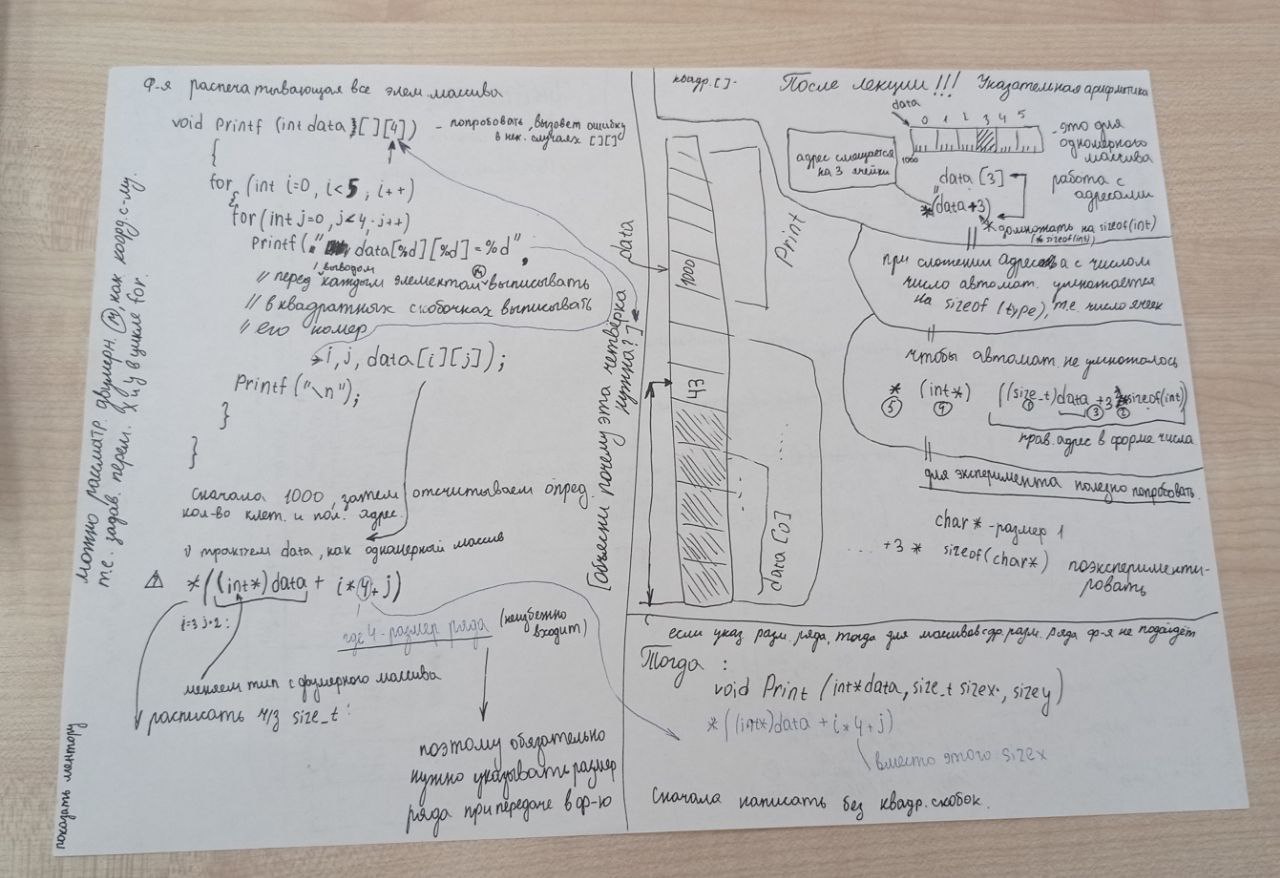 Ф-я распечатывающая все элем. массива
void Printf (int data [ ][4])
- попробовать, вызовет ошибку
в нек. случаях [ ][ ]
{
for (int i=0, i<5, i++)
{
for (int j=0, j<4; j++)
Printf (" data[%d][%d] = %d",
выводом
// перед каждым элементом выписывать
// в квадратных скобочках выписывать
// его номер
i, j, data [i][j]);
Printf ("\n");
}
}
Сначала 1000, затем отсчитываем опред.
кол-во клет. и пол. адрес.
трактуем data, как одномерный массив
*((int*) data + i*4+j)
i=3 j=2 :
где 4 - размер ряда (неизбежно
входит)
меняем тип с двумерного массива
расписать ч/з size_t :
поэтому обязательно
нужно указывать размер
ряда при передаче в ф-ю
можно рассматр. двумерн. М, как коорд. с-му.
т.е. задав. перем. x и y в цикле for.
показать ментору
[Объясни почему эта четвёрка
нужна?]
data
1000
43
Print
data [i0]
квадр. [ ] -
После лекции !!! Указательная арифметика
data
0 1 2 3 4 5
1000
- это для
одномерного
массива
адрес смещается
на 3 ячейки
data [3]
*(data+3)
работа с
адресами
* домножать на sizeof(int)
(* sizeof(int))
при сложении адреса с числом
число автомат. умножается
на sizeof (type), т.е. число ячеек
чтобы автомат. не умножалось
* (int*) ((size_t) data + 3 * sizeof(int))
5 4 1 3 2
прав. адрес в форме числа
для эксперимента полезно попробовать
char* - размер 1
... +3 * sizeof (char*)
поэксперименти-
ровать
если указ. разм. ряда, тогда для массивов с др. разм. ряда ф-я не подойдёт
Тогда :
void Print (int* data, size_t sizex, sizey)
*((int*) data + i*4+j)
вместо этого sizex
Сначала написать без квадр. скобок.